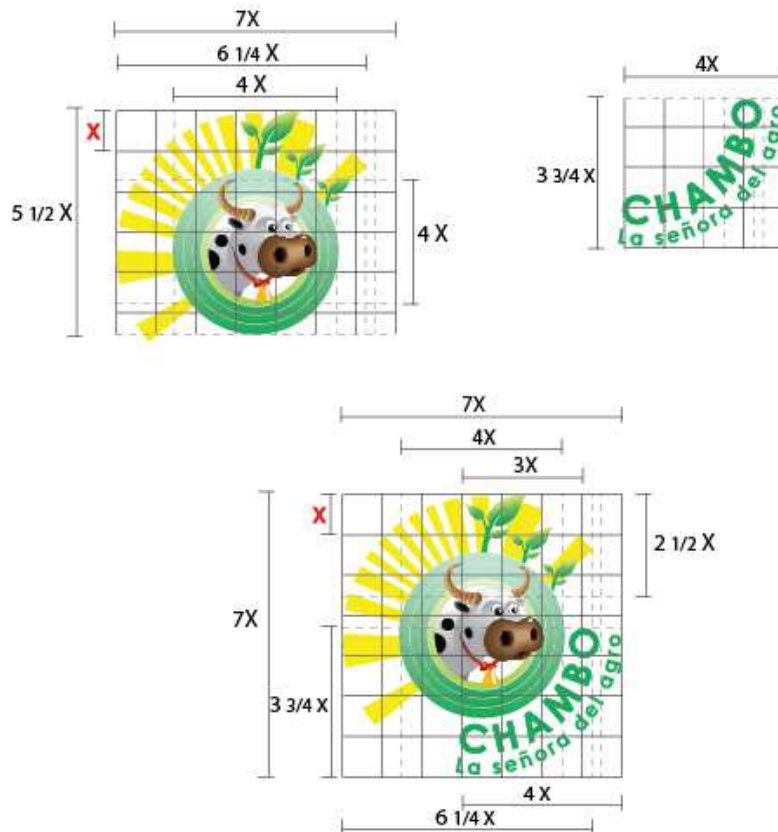 7X
6 1/4 X
4 X
X
5 1/2 X
4 X
4X
3 3/4 X
CHAMBO
La señora del agro
7X
4X
3X
X
2 1/2 X
7X
3 3/4 X
CHAMBO
La señora del agro
4 X
6 1/4 X